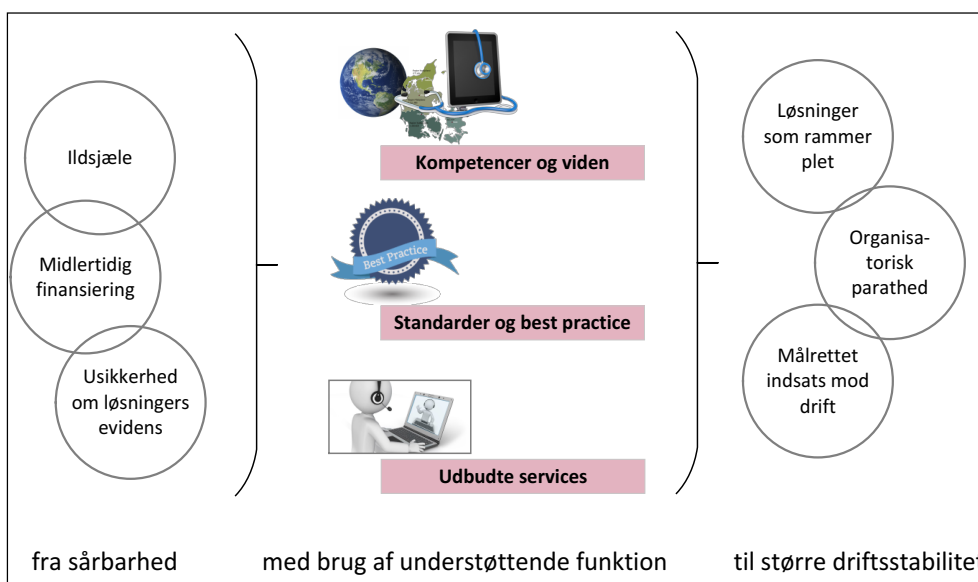 Ildsjæle
Midlertidig
finansiering
Usikkerhed
om løsningers
evidens
Kompetencer og viden
Best Practice
Standarder og best practice
Udbudte services
Løsninger
som rammer
plet
Organisa-
torisk
parathed
Målrettet
indsats mod
drift
fra sårbarhed
med brug af understøttende funktion
til større driftsstabilitet